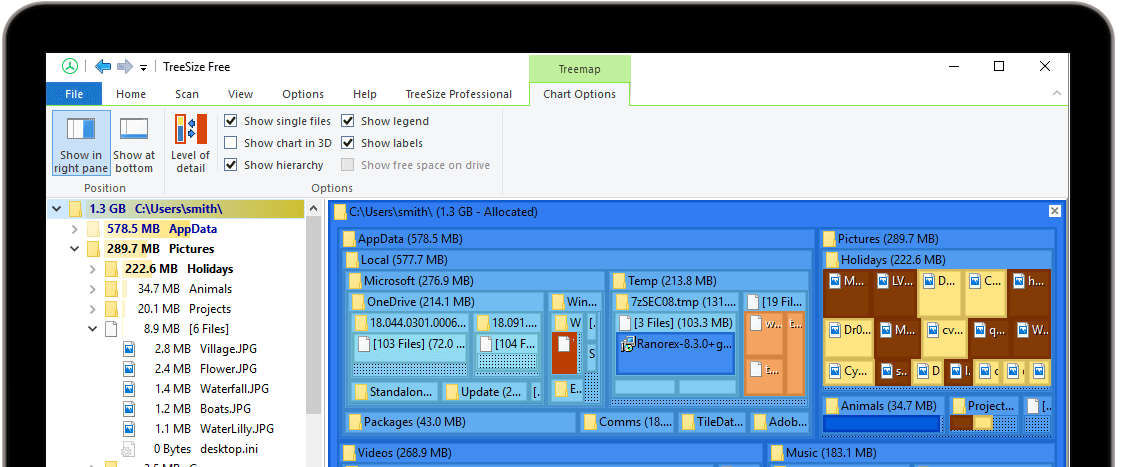 TreeSize Free
Treemap
File Home Scan View Options Help TreeSize Professional Chart Options
Show in right pane
Show at bottom
Level of detail
Show single files
Show legend
Show chart in 3D
Show labels
Show hierarchy
Show free space on drive
Position
Options
1.3 GB C:\Users\smith\
578.5 MB AppData
289.7 MB Pictures
222.6 MB Holidays
34.7 MB Animals
20.1 MB Projects
8.9 MB [6 Files]
2.8 MB Village.JPG
2.4 MB Flower.JPG
1.4 MB Waterfall.JPG
1.2 MB Boats.JPG
1.1 MB WaterLilly.JPG
0 Bytes desktop.ini
C:\Users\smith\ (1.3 GB - Allocated)
AppData (578.5 MB)
Local (577.7 MB)
Microsoft (276.9 MB)
OneDrive (214.1 MB)
Win...
18.044.0301.0006...
18.091....
W
[..
[103 Files] (72.0 ...
[104 F...
S
Standalon...
Update (2...
[..
E..
Temp (213.8 MB)
7zSEC08.tmp (131....
[19 Fil...
[3 Files] (103.3 MB)
w...
t...
Ranorex-8.3.0+g...
t...
Packages (43.0 MB)
Comms (18....
TileDat...
Adob...
Pictures (289.7 MB)
Holidays (222.6 MB)
M...
LV...
D...
C...
h...
Dr0...
M...
cv...
q...
W..
Cy...
s..
D
I.
c
c
c
Animals (34.7 MB)
Project...
[..
Videos (268.9 MB)
Music (183.1 MB)